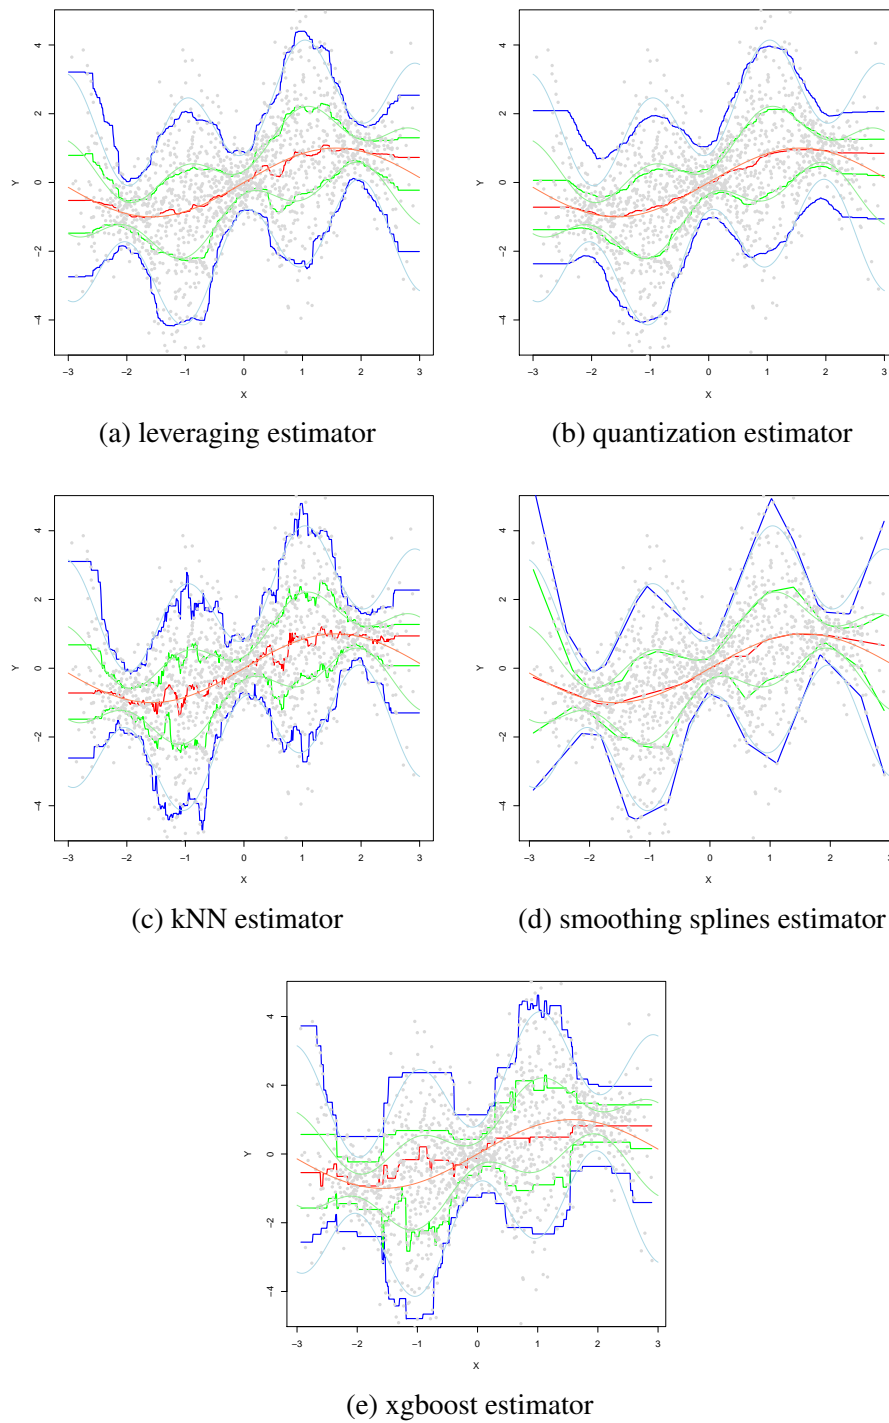 4
2
0
−2
−4
Y
−3 −2 −1 0 1 2 3
X
(a) leveraging estimator
4
2
0
−2
−4
Y
−3 −2 −1 0 1 2 3
X
(b) quantization estimator
4
2
0
−2
−4
Y
−3 −2 −1 0 1 2 3
X
(c) kNN estimator
4
2
0
−2
−4
Y
−3 −2 −1 0 1 2 3
X
(d) smoothing splines estimator
4
2
0
−2
−4
Y
−3 −2 −1 0 1 2 3
X
(e) xgboost estimator